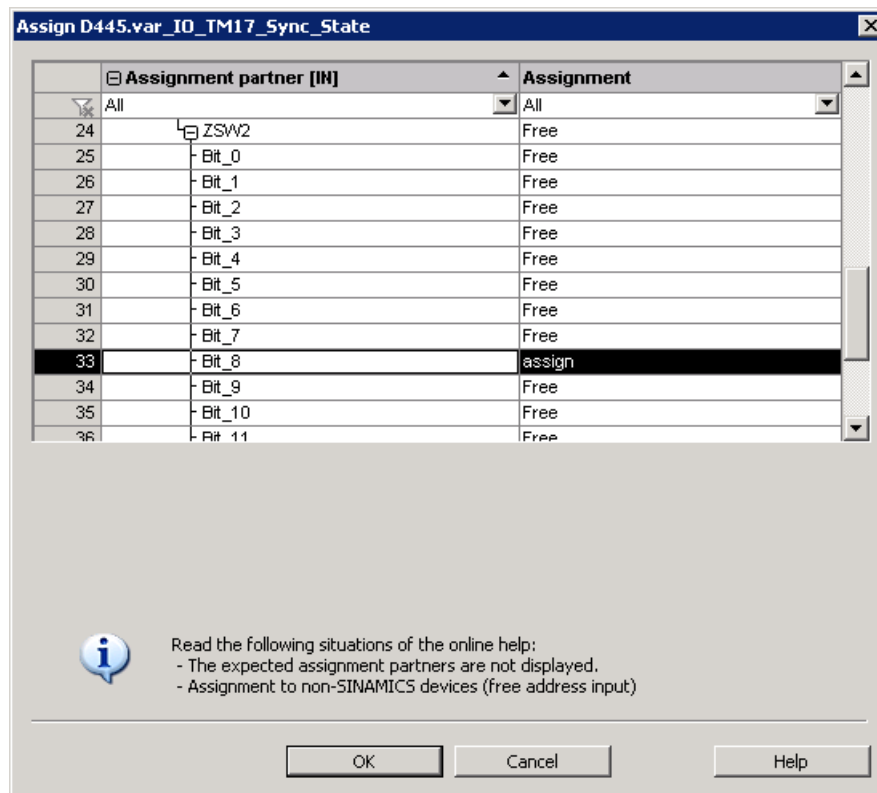 Assign D445.var_IO_TM17_Sync_State
Assignment partner [IN] Assignment
All All
24 ZSW2 Free
25 Bit_0 Free
26 Bit_1 Free
27 Bit_2 Free
28 Bit_3 Free
29 Bit_4 Free
30 Bit_5 Free
31 Bit_6 Free
32 Bit_7 Free
33 Bit_8 assign
34 Bit_9 Free
35 Bit_10 Free
36 Bit_11 Free
Read the following situations of the online help:
- The expected assignment partners are not displayed.
- Assignment to non-SINAMICS devices (free address input)
OK Cancel Help